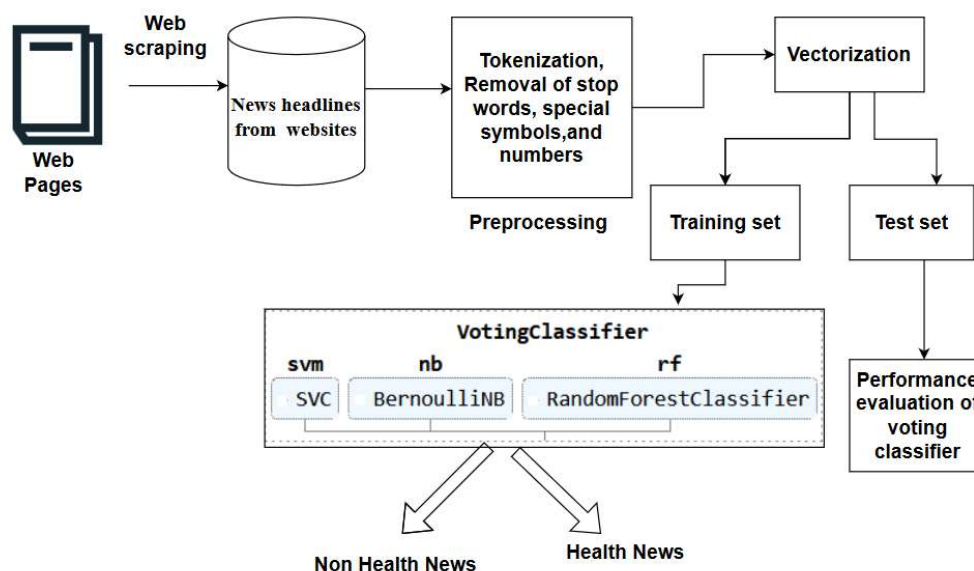 Web
scraping
Web
Pages
News headlines
from websites
Tokenization,
Removal of stop
words, special
symbols,and
numbers
Preprocessing
Vectorization
Training set
Test set
VotingClassifier
svm
nb
rf
SVC
BernoulliNB
RandomForestClassifier
Performance
evaluation of
voting
classifier
Non Health News
Health News